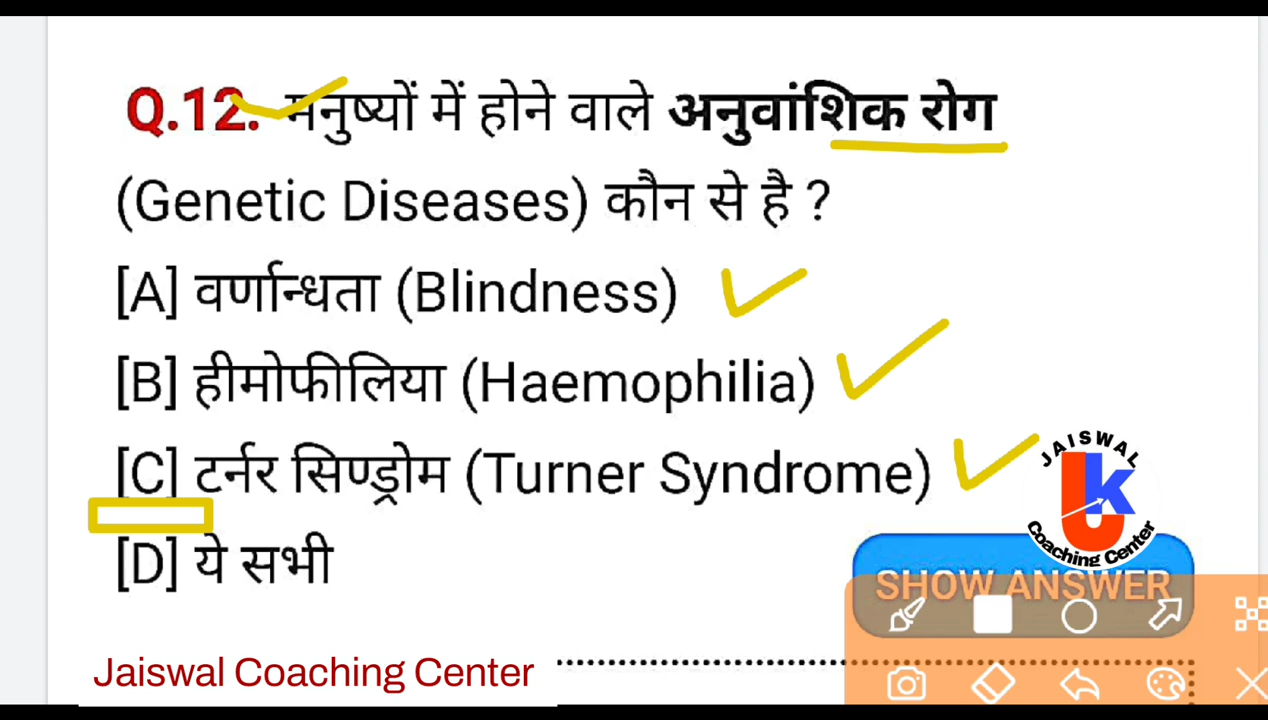 Q.12. मनुष्यों में होने वाले अनुवांशिक रोग
(Genetic Diseases) कौन से है ?
[A] वर्णान्धता (Blindness)
[B] हीमोफीलिया (Haemophilia)
[C] टर्नर सिण्ड्रोम (Turner Syndrome)
[D] ये सभी
JAISWAL
Jk
Coaching Center
SHOW ANSWER
Jaiswal Coaching Center